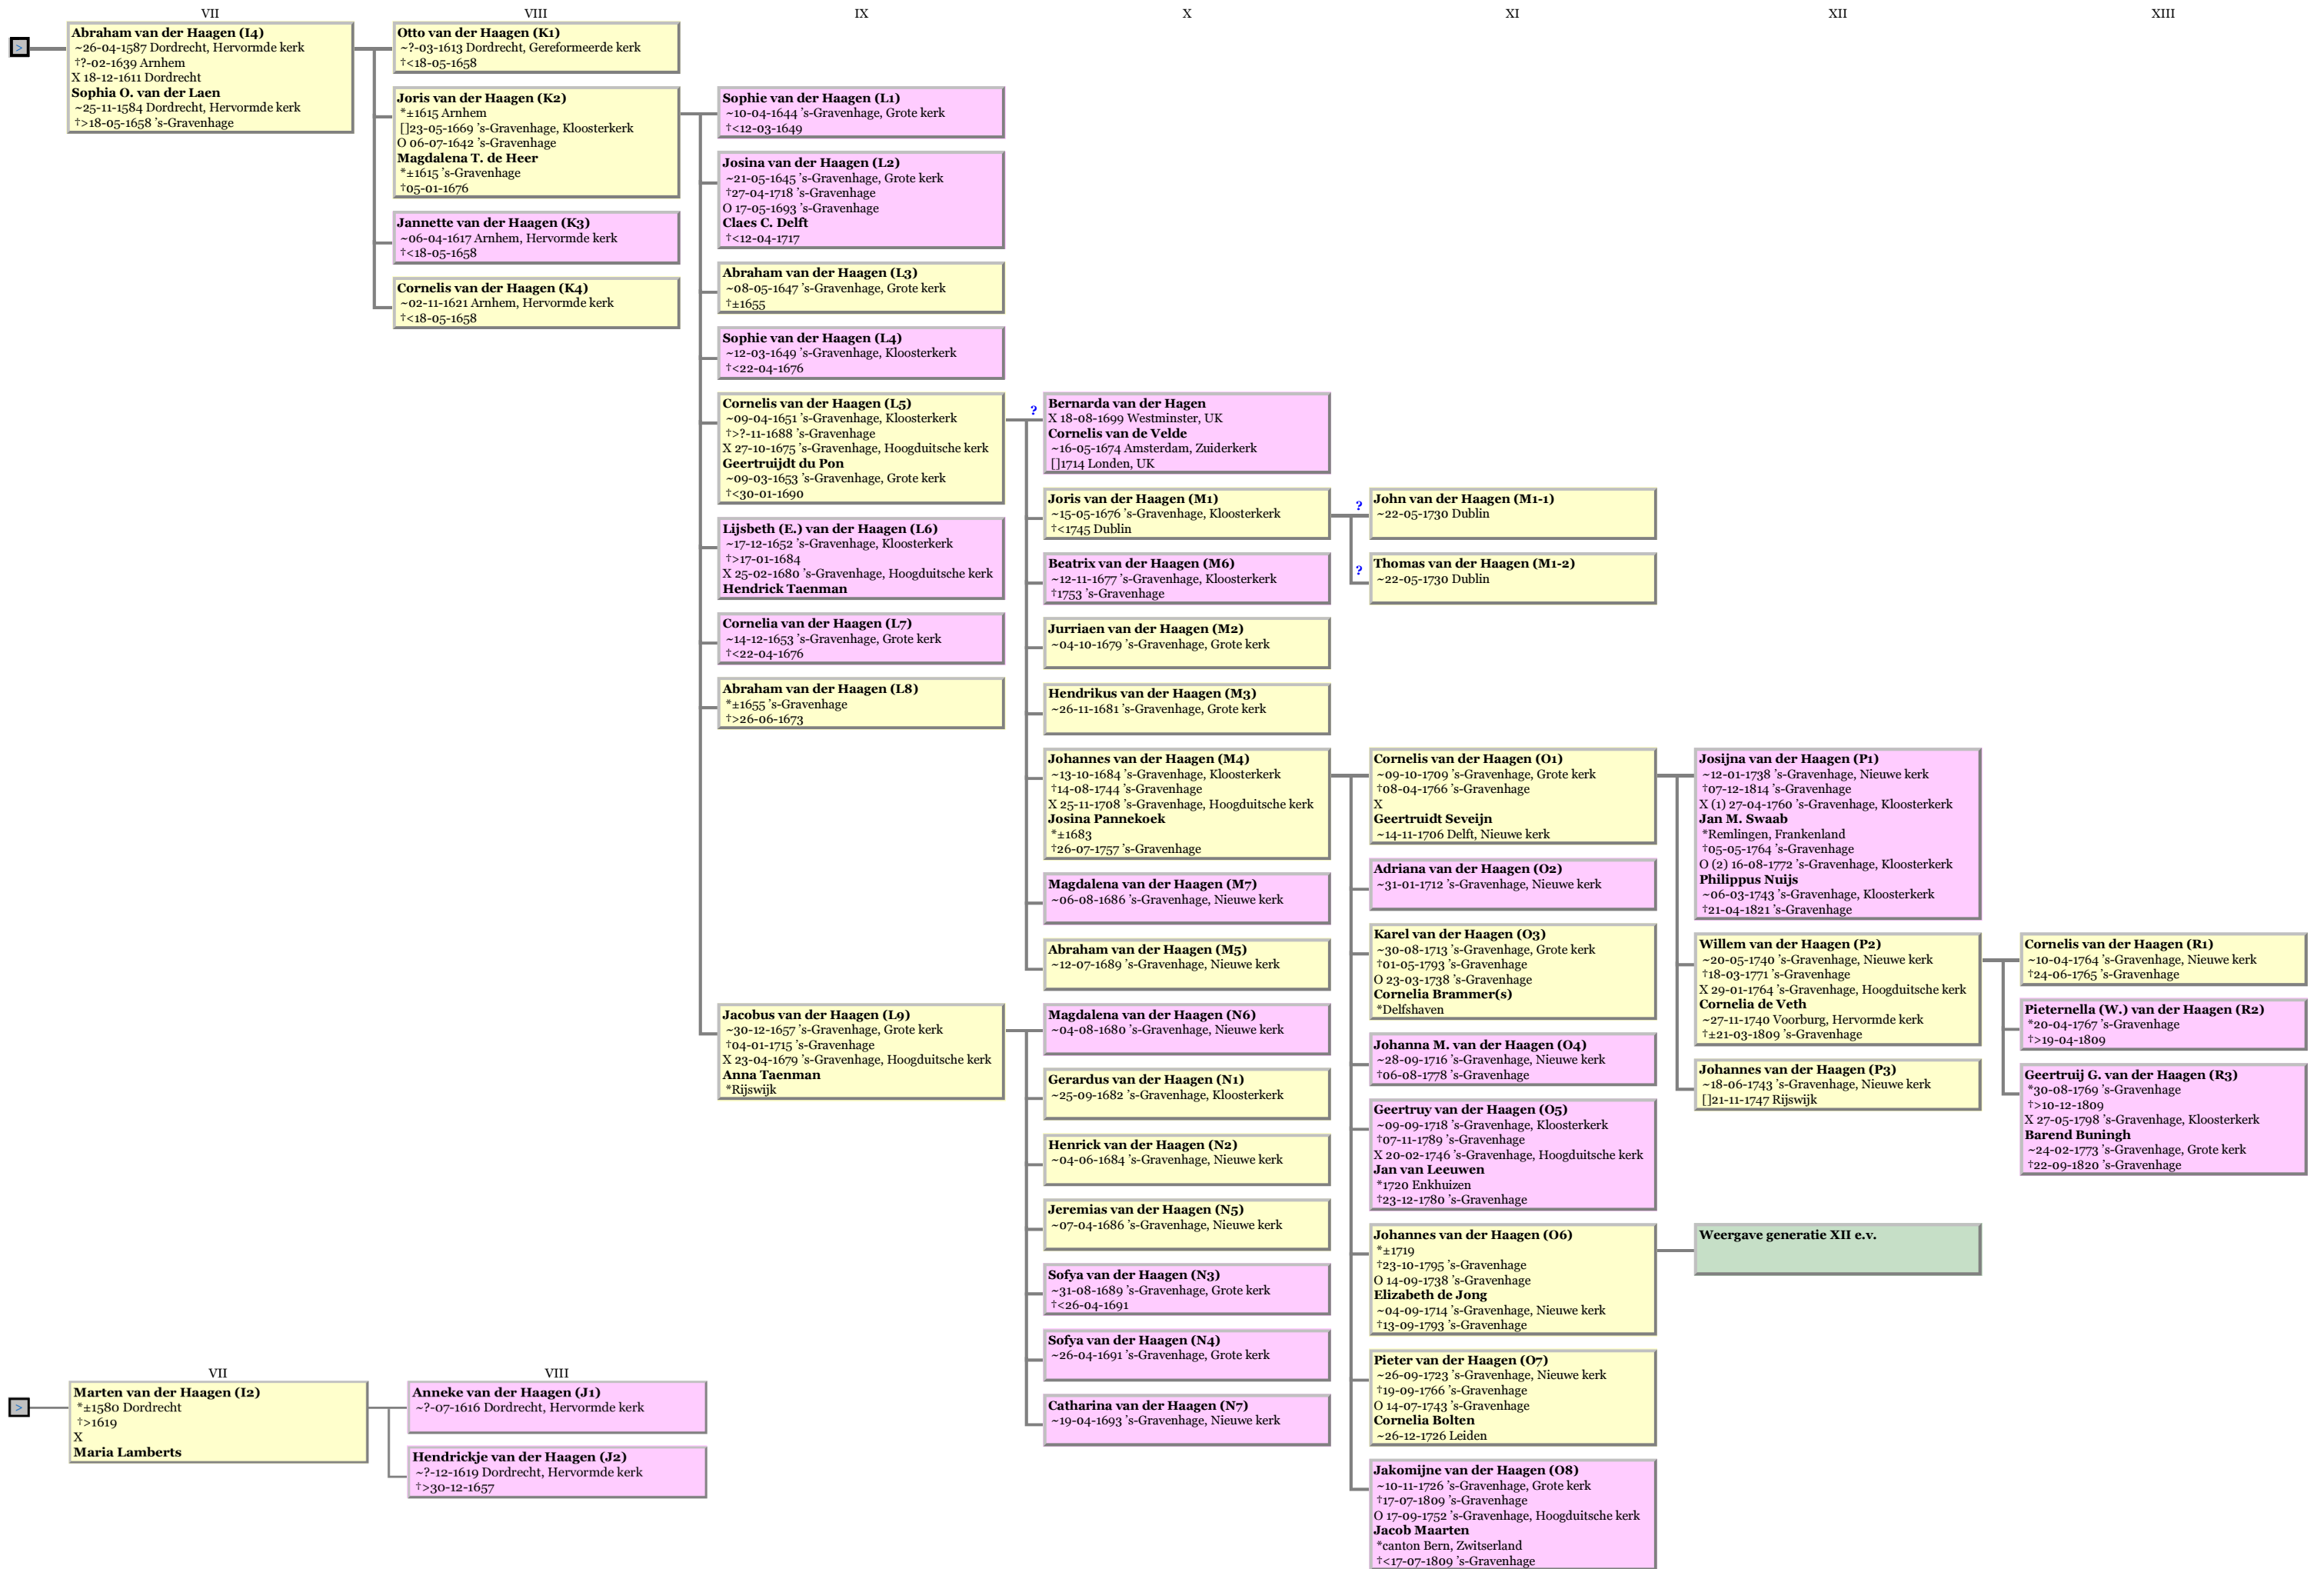 VII
VIII
IX
X
XI
XII
XIII
>
Abraham van der Haagen (I4)
~26-04-1587 Dordrecht, Hervormde kerk
†?-02-1639 Arnhem
X 18-12-1611 Dordrecht
Sophia O. van der Laen
~25-11-1584 Dordrecht, Hervormde kerk
†>18-05-1658 ’s-Gravenhage
Otto van der Haagen (K1)
~?-03-1613 Dordrecht, Gereformeerde kerk
†<18-05-1658
Joris van der Haagen (K2)
*±1615 Arnhem
[]23-05-1669 ’s-Gravenhage, Kloosterkerk
O 06-07-1642 ’s-Gravenhage
Magdalena T. de Heer
*±1615 ’s-Gravenhage
†05-01-1676
Jannette van der Haagen (K3)
~06-04-1617 Arnhem, Hervormde kerk
†<18-05-1658
Cornelis van der Haagen (K4)
~02-11-1621 Arnhem, Hervormde kerk
†<18-05-1658
Sophie van der Haagen (L1)
~10-04-1644 ’s-Gravenhage, Grote kerk
†<12-03-1649
Josina van der Haagen (L2)
~21-05-1645 ’s-Gravenhage, Grote kerk
†27-04-1718 ’s-Gravenhage
O 17-05-1693 ’s-Gravenhage
Claes C. Delft
†<12-04-1717
Abraham van der Haagen (L3)
~08-05-1647 ’s-Gravenhage, Grote kerk
†±1655
Sophie van der Haagen (L4)
~12-03-1649 ’s-Gravenhage, Kloosterkerk
†<22-04-1676
Cornelis van der Haagen (L5)
~09-04-1651 ’s-Gravenhage, Kloosterkerk
†>?-11-1688 ’s-Gravenhage
X 27-10-1675 ’s-Gravenhage, Hoogduitsche kerk
Geertruijdt du Pon
~09-03-1653 ’s-Gravenhage, Grote kerk
†<30-01-1690
Lijsbeth (E.) van der Haagen (L6)
~17-12-1652 ’s-Gravenhage, Kloosterkerk
†>17-01-1684
X 25-02-1680 ’s-Gravenhage, Hoogduitsche kerk
Hendrick Taenman
Cornelia van der Haagen (L7)
~14-12-1653 ’s-Gravenhage, Grote kerk
†<22-04-1676
Abraham van der Haagen (L8)
*±1655 ’s-Gravenhage
†>26-06-1673
Jacobus van der Haagen (L9)
~30-12-1657 ’s-Gravenhage, Grote kerk
†04-01-1715 ’s-Gravenhage
X 23-04-1679 ’s-Gravenhage, Hoogduitsche kerk
Anna Taenman
*Rijswijk
?
Bernarda van der Hagen
X 18-08-1699 Westminster, UK
Cornelis van de Velde
~16-05-1674 Amsterdam, Zuiderkerk
[]1714 Londen, UK
Joris van der Haagen (M1)
~15-05-1676 ’s-Gravenhage, Kloosterkerk
†<1745 Dublin
Beatrix van der Haagen (M6)
~12-11-1677 ’s-Gravenhage, Kloosterkerk
†1753 ’s-Gravenhage
Jurriaen van der Haagen (M2)
~04-10-1679 ’s-Gravenhage, Grote kerk
Hendrikus van der Haagen (M3)
~26-11-1681 ’s-Gravenhage, Grote kerk
Johannes van der Haagen (M4)
~13-10-1684 ’s-Gravenhage, Kloosterkerk
†14-08-1744 ’s-Gravenhage
X 25-11-1708 ’s-Gravenhage, Hoogduitsche kerk
Josina Pannekoek
*±1683
†26-07-1757 ’s-Gravenhage
Magdalena van der Haagen (M7)
~06-08-1686 ’s-Gravenhage, Nieuwe kerk
Abraham van der Haagen (M5)
~12-07-1689 ’s-Gravenhage, Nieuwe kerk
Magdalena van der Haagen (N6)
~04-08-1680 ’s-Gravenhage, Nieuwe kerk
Gerardus van der Haagen (N1)
~25-09-1682 ’s-Gravenhage, Kloosterkerk
Henrick van der Haagen (N2)
~04-06-1684 ’s-Gravenhage, Nieuwe kerk
Jeremias van der Haagen (N5)
~07-04-1686 ’s-Gravenhage, Nieuwe kerk
Sofya van der Haagen (N3)
~31-08-1689 ’s-Gravenhage, Grote kerk
†<26-04-1691
Sofya van der Haagen (N4)
~26-04-1691 ’s-Gravenhage, Grote kerk
Catharina van der Haagen (N7)
~19-04-1693 ’s-Gravenhage, Nieuwe kerk
?
John van der Haagen (M1-1)
~22-05-1730 Dublin
?
Thomas van der Haagen (M1-2)
~22-05-1730 Dublin
Cornelis van der Haagen (O1)
~09-10-1709 ’s-Gravenhage, Grote kerk
†08-04-1766 ’s-Gravenhage
X
Geertruidt Seveijn
~14-11-1706 Delft, Nieuwe kerk
Adriana van der Haagen (O2)
~31-01-1712 ’s-Gravenhage, Nieuwe kerk
Karel van der Haagen (O3)
~30-08-1713 ’s-Gravenhage, Grote kerk
†01-05-1793 ’s-Gravenhage
O 23-03-1738 ’s-Gravenhage
Cornelia Brammer(s)
*Delfshaven
Johanna M. van der Haagen (O4)
~28-09-1716 ’s-Gravenhage, Nieuwe kerk
†06-08-1778 ’s-Gravenhage
Geertruy van der Haagen (O5)
~09-09-1718 ’s-Gravenhage, Kloosterkerk
†07-11-1789 ’s-Gravenhage
X 20-02-1746 ’s-Gravenhage, Hoogduitsche kerk
Jan van Leeuwen
*1720 Enkhuizen
†23-12-1780 ’s-Gravenhage
Johannes van der Haagen (O6)
*±1719
†23-10-1795 ’s-Gravenhage
O 14-09-1738 ’s-Gravenhage
Elizabeth de Jong
~04-09-1714 ’s-Gravenhage, Nieuwe kerk
†13-09-1793 ’s-Gravenhage
Pieter van der Haagen (O7)
~26-09-1723 ’s-Gravenhage, Nieuwe kerk
†19-09-1766 ’s-Gravenhage
O 14-07-1743 ’s-Gravenhage
Cornelia Bolten
~26-12-1726 Leiden
Jakomijne van der Haagen (O8)
~10-11-1726 ’s-Gravenhage, Grote kerk
†17-07-1809 ’s-Gravenhage
O 17-09-1752 ’s-Gravenhage, Hoogduitsche kerk
Jacob Maarten
*canton Bern, Zwitserland
†<17-07-1809 ’s-Gravenhage
Josijna van der Haagen (P1)
~12-01-1738 ’s-Gravenhage, Nieuwe kerk
†07-12-1814 ’s-Gravenhage
X (1) 27-04-1760 ’s-Gravenhage, Kloosterkerk
Jan M. Swaab
*Remlingen, Frankenland
†05-05-1764 ’s-Gravenhage
O (2) 16-08-1772 ’s-Gravenhage, Kloosterkerk
Philippus Nuijs
~06-03-1743 ’s-Gravenhage, Kloosterkerk
†21-04-1821 ’s-Gravenhage
Willem van der Haagen (P2)
~20-05-1740 ’s-Gravenhage, Nieuwe kerk
†18-03-1771 ’s-Gravenhage
X 29-01-1764 ’s-Gravenhage, Hoogduitsche kerk
Cornelia de Veth
~27-11-1740 Voorburg, Hervormde kerk
†±21-03-1809 ’s-Gravenhage
Johannes van der Haagen (P3)
~18-06-1743 ’s-Gravenhage, Nieuwe kerk
[]21-11-1747 Rijswijk
Weergave generatie XII e.v.
Cornelis van der Haagen (R1)
~10-04-1764 ’s-Gravenhage, Nieuwe kerk
†24-06-1765 ’s-Gravenhage
Pieternella (W.) van der Haagen (R2)
*20-04-1767 ’s-Gravenhage
†>19-04-1809
Geertruij G. van der Haagen (R3)
*30-08-1769 ’s-Gravenhage
†>10-12-1809
X 27-05-1798 ’s-Gravenhage, Kloosterkerk
Barend Buningh
~24-02-1773 ’s-Gravenhage, Grote kerk
†22-09-1820 ’s-Gravenhage
VII
VIII
>
Marten van der Haagen (I2)
*±1580 Dordrecht
†>1619
X
Maria Lamberts
Anneke van der Haagen (J1)
~?-07-1616 Dordrecht, Hervormde kerk
Hendrickje van der Haagen (J2)
~?-12-1619 Dordrecht, Hervormde kerk
†>30-12-1657